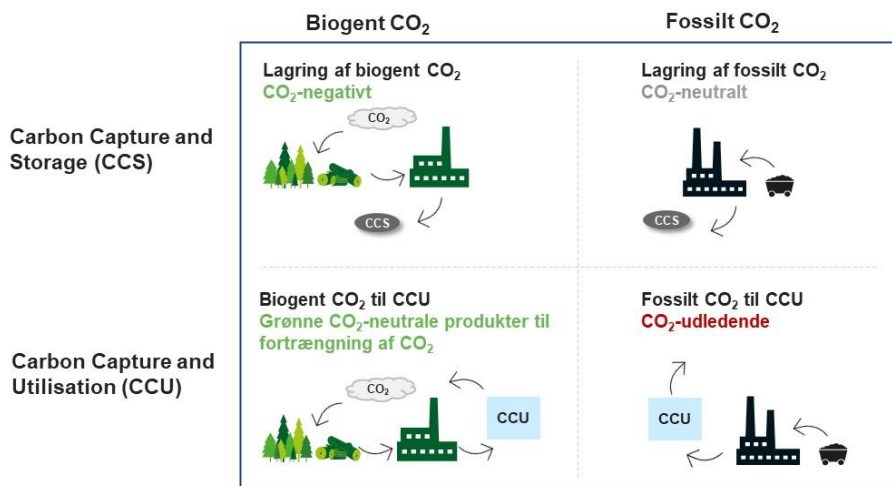 Biogent CO₂
Fossilt CO₂
Carbon Capture and
Storage (CCS)
Lagring af biogent CO₂
CO₂-negativt
CO₂
CCS
Lagring af fossilt CO₂
CO₂-neutralt
CCS
Carbon Capture and
Utilisation (CCU)
Biogent CO₂ til CCU
Grønne CO₂-neutrale produkter til
fortrængning af CO₂
CO₂
CCU
Fossilt CO₂ til CCU
CO₂-udledende
CCU